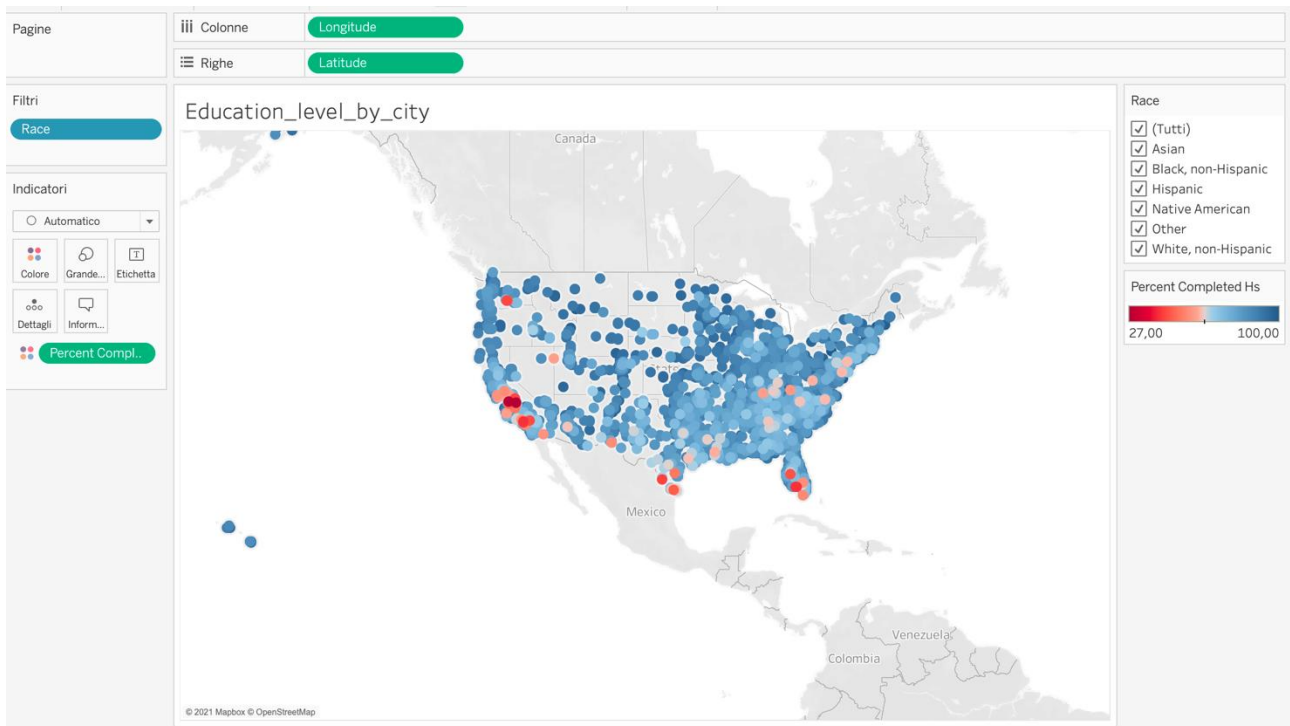 Pagine
iii Colonne
Longitude
Righe
Latitude
Filtri
Race
Indicatori
Automatico
Colore
Grande...
Etichetta
Dettagli
Inform...
Percent Compl..
Education_level_by_city
Canada
State
Mexico
Venezuela
Colombia
© 2021 Mapbox © OpenStreetMap
Race
(Tutti)
Asian
Black, non-Hispanic
Hispanic
Native American
Other
White, non-Hispanic
Percent Completed Hs
27,00 100,00